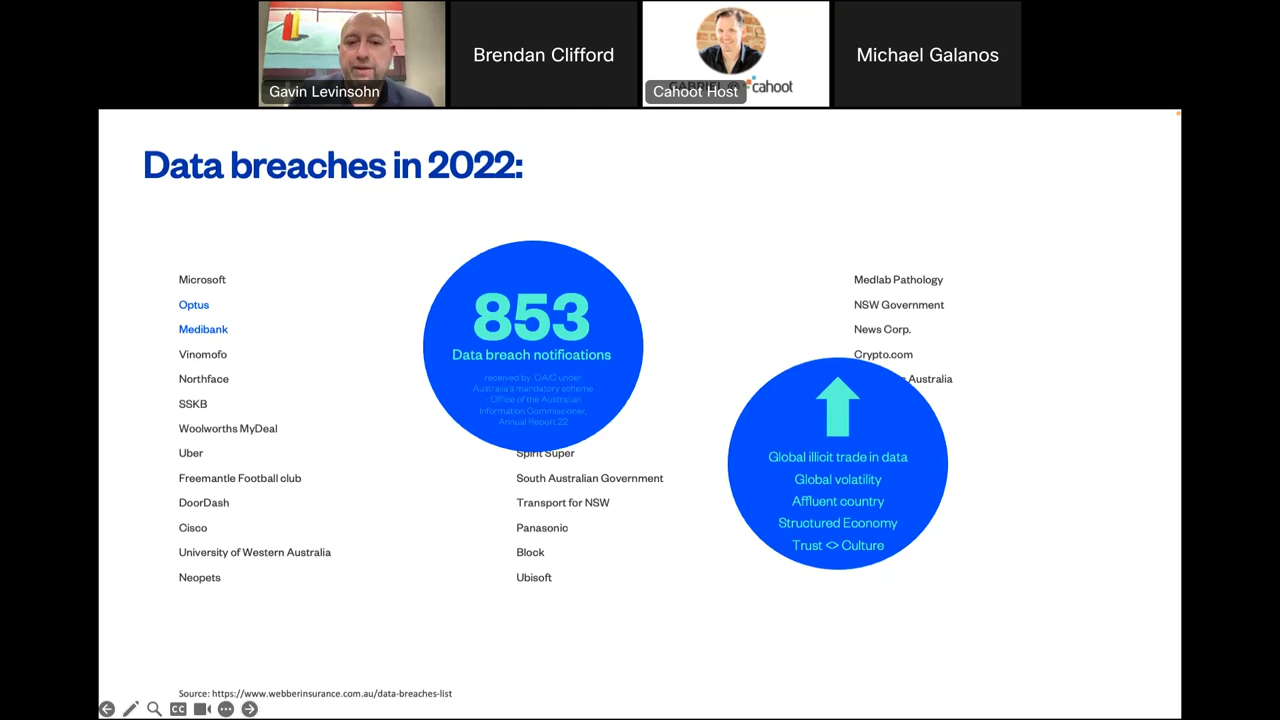 Gavin Levinsohn
Brendan Clifford
cahoot
Cahoot Host
Michael Galanos
Data breaches in 2022:
Microsoft
Optus
Medibank
Vinomofo
Northface
SSKB
Woolworths MyDeal
Uber
Freemantle Football club
DoorDash
Cisco
University of Western Australia
Neopets
853
Data breach notifications
received by OAIC under
Australia's mandatory scheme
- Office of the Australian
Information Commissioner,
Annual Report 22
Spirit Super
South Australian Government
Transport for NSW
Panasonic
Block
Ubisoft
Medlab Pathology
NSW Government
News Corp.
Crypto.com
Australia
Global illicit trade in data
Global volatility
Affluent country
Structured Economy
Trust <> Culture
Source: https://www.webberinsurance.com.au/data-breaches-list
CC